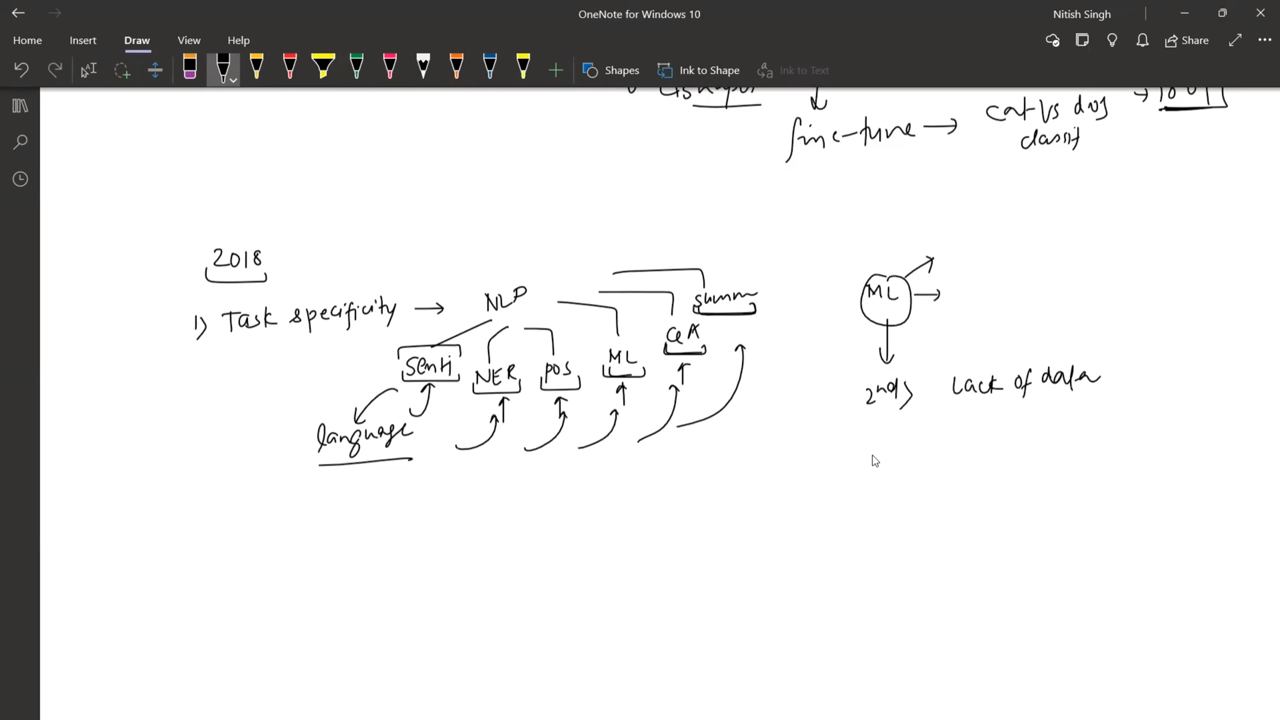 OneNote for Windows 10
Nitish Singh
Home Insert Draw View Help
Share
Shapes
Ink to Shape
Ink to Text
fine-tune → cat vs dog
classif
2018
1) Task specificity → NLP
Senti NER POS ML Q&A summ
language
ML
2nd> Lack of data